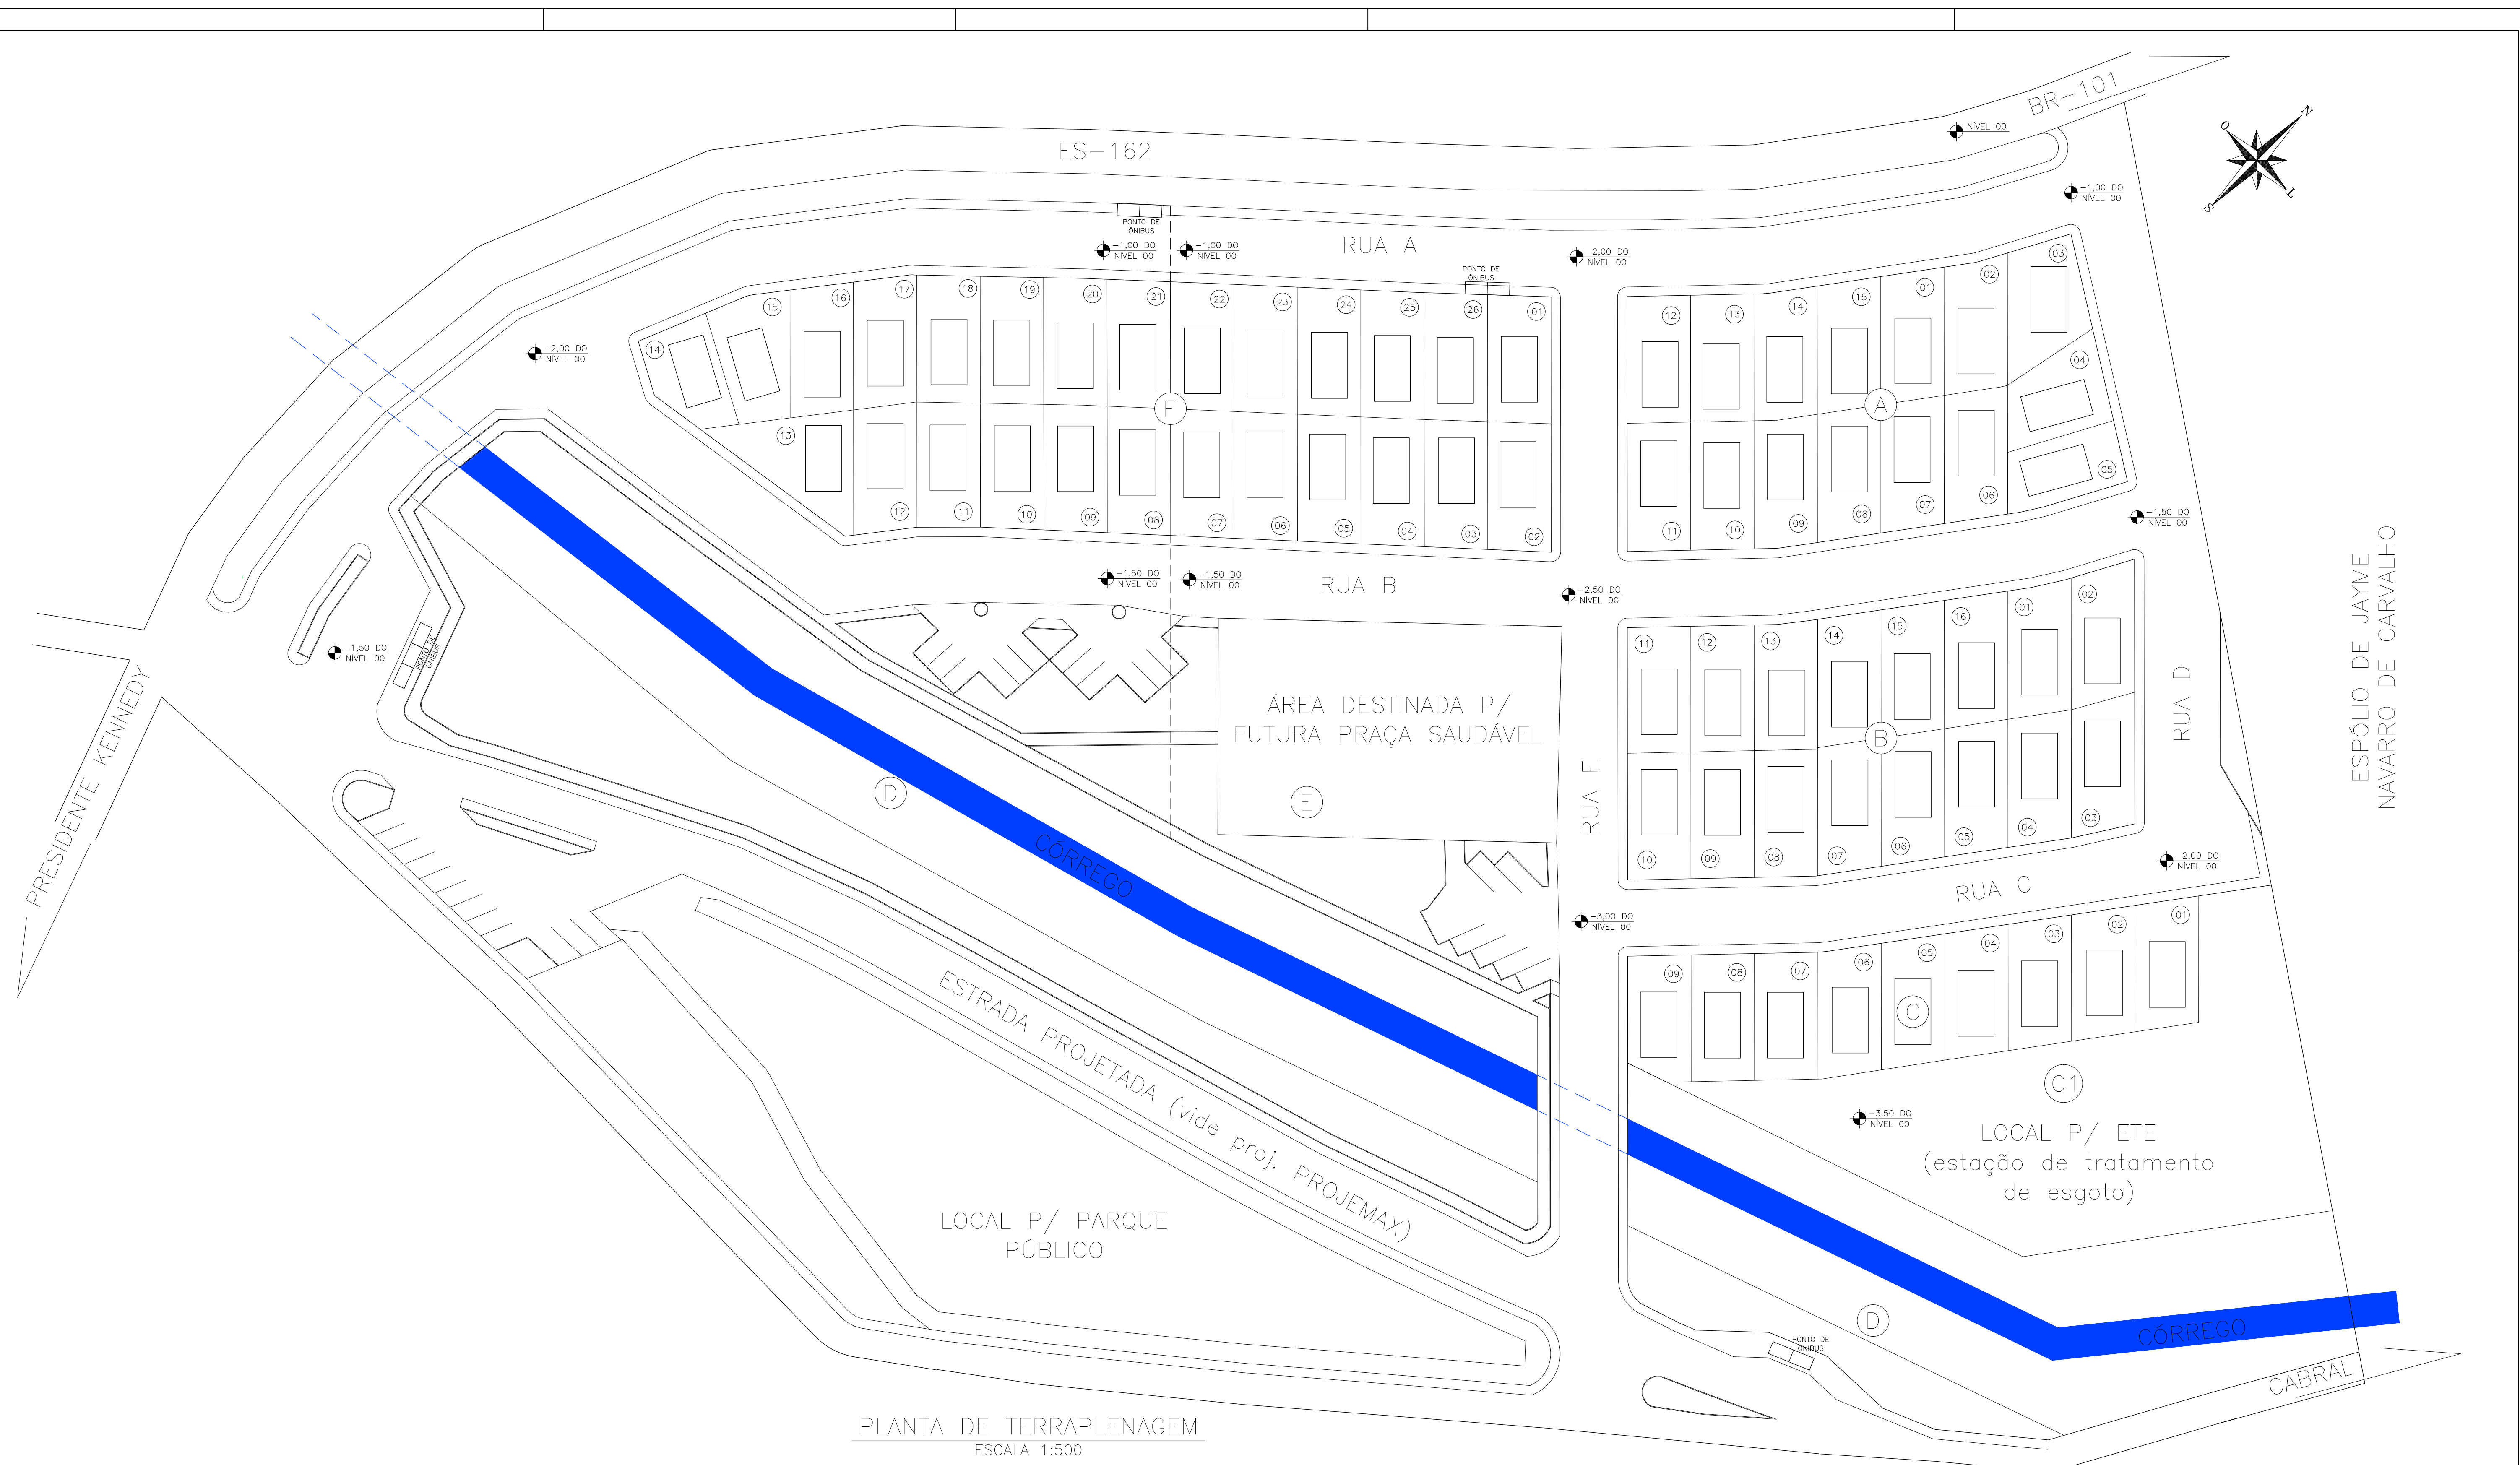 BR-101
ES-162
NÍVEL 00
N
O
L
S
-1,00 DO
NÍVEL 00
PONTO DE
ÔNIBUS
-1,00 DO
NÍVEL 00
-1,00 DO
NÍVEL 00
RUA A
-2,00 DO
NÍVEL 00
PONTO DE
ÔNIBUS
-2,00 DO
NÍVEL 00
14
15
16
17
18
19
20
21
22
23
24
25
26
01
F
13
12
11
10
09
08
07
06
05
04
03
02
12
13
14
15
01
02
03
04
05
A
11
10
09
08
07
06
-1,50 DO
NÍVEL 00
-1,50 DO
NÍVEL 00
-1,50 DO
NÍVEL 00
RUA B
-2,50 DO
NÍVEL 00
-1,50 DO
NÍVEL 00
PONTO DE
ÔNIBUS
PRESIDENTE KENNEDY
ESPÓLIO DE JAYME
NAVARRO DE CARVALHO
11
12
13
14
15
16
01
02
B
10
09
08
07
06
05
04
03
RUA D
RUA E
ÁREA DESTINADA P/
FUTURA PRAÇA SAUDÁVEL
E
D
CÓRREGO
-2,00 DO
NÍVEL 00
RUA C
-3,00 DO
NÍVEL 00
09
08
07
06
05
04
03
02
01
C
C1
-3,50 DO
NÍVEL 00
LOCAL P/ ETE
(estação de tratamento
de esgoto)
ESTRADA PROJETADA (vide proj. PROJEMAX)
LOCAL P/ PARQUE
PÚBLICO
D
CÓRREGO
PONTO DE
ÔNIBUS
CABRAL
PLANTA DE TERRAPLENAGEM
ESCALA 1:500